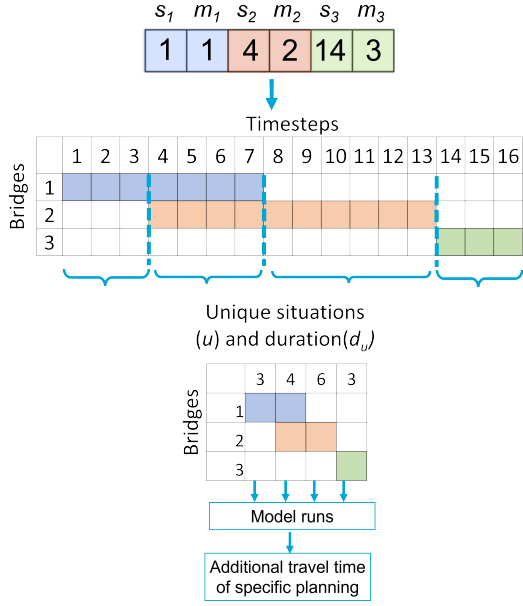 s1 m1 s2 m2 s3 m3
1 1 4 2 14 3
Timesteps
1 2 3 4 5 6 7 8 9 10 11 12 13 14 15 16
Bridges
1
2
3
Unique situations
(u) and duration(du)
3 4 6 3
Bridges
1
2
3
Model runs
Additional travel time
of specific planning